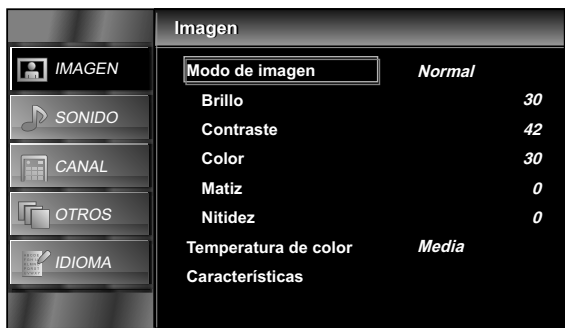 Imagen
IMAGEN
SONIDO
CANAL
OTROS
IDIOMA
Modo de imagen Normal
Brillo 30
Contraste 42
Color 30
Matiz 0
Nitidez 0
Temperatura de color Media
Características